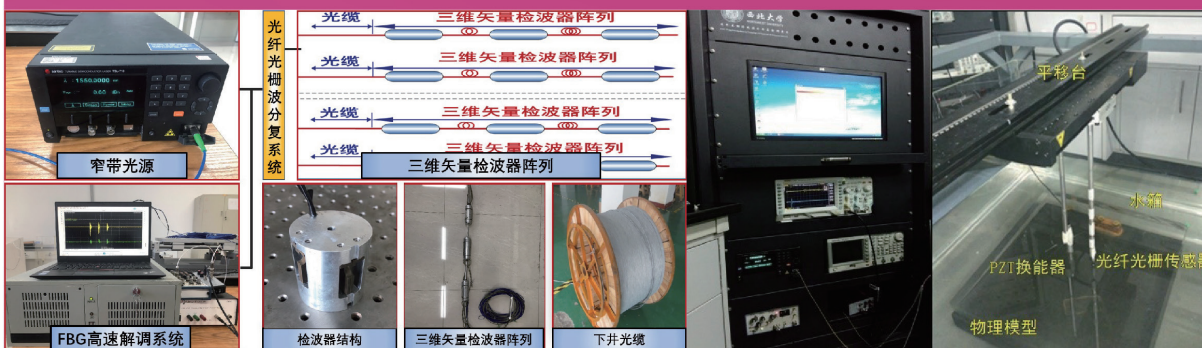 光缆
三维矢量检波器阵列
光缆
三维矢量检波器阵列
光缆
三维矢量检波器阵列
光缆
三维矢量检波器阵列
光纤光栅波分复系统
窄带光源
三维矢量检波器阵列
FBG高速解调系统
检波器结构
三维矢量检波器阵列
下井光缆
西北大学
平移台
水箱
PZT换能器
光纤光栅传感器
物理模型
1550.0000